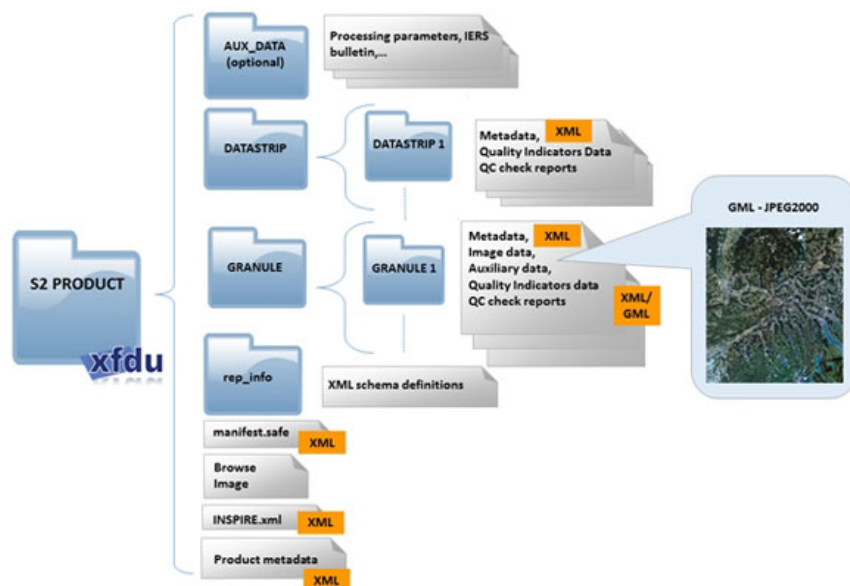 AUX_DATA
(optional)
Processing parameters, IERS
bulletin,...
DATASTRIP
DATASTRIP 1
Metadata,
XML
Quality Indicators Data
QC check reports
GML - JPEG2000
S2 PRODUCT
xfdu
GRANULE
GRANULE 1
Metadata,
XML
Image data,
Auxiliary data,
Quality Indicators data
QC check reports
XML/
GML
rep_info
XML schema definitions
manifest.safe
XML
Browse
Image
INSPIRE.xml
XML
Product metadata
XML